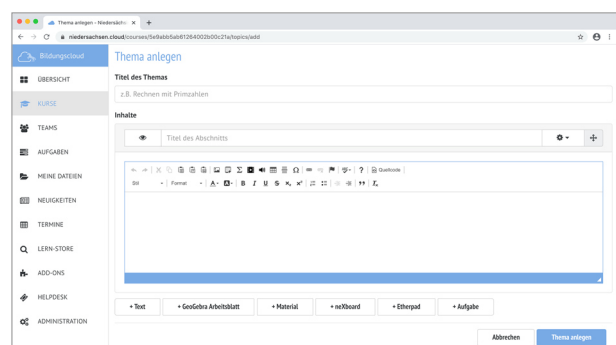 Thema anlegen - Niedersächs
niedersachsen.cloud/courses/5e9abb5ab61264002b00c21a/topics/add
Bildungscloud
ÜBERSICHT
KURSE
TEAMS
AUFGABEN
MEINE DATEIEN
NEUIGKEITEN
TERMINE
LERN-STORE
ADD-ONS
HELPDESK
ADMINISTRATION
Thema anlegen
Titel des Themas
z.B. Rechnen mit Primzahlen
Inhalte
Titel des Abschnitts
Quellcode
Stil Format
+ Text + GeoGebra Arbeitsblatt + Material + neXboard + Etherpad + Aufgabe
Abbrechen Thema anlegen